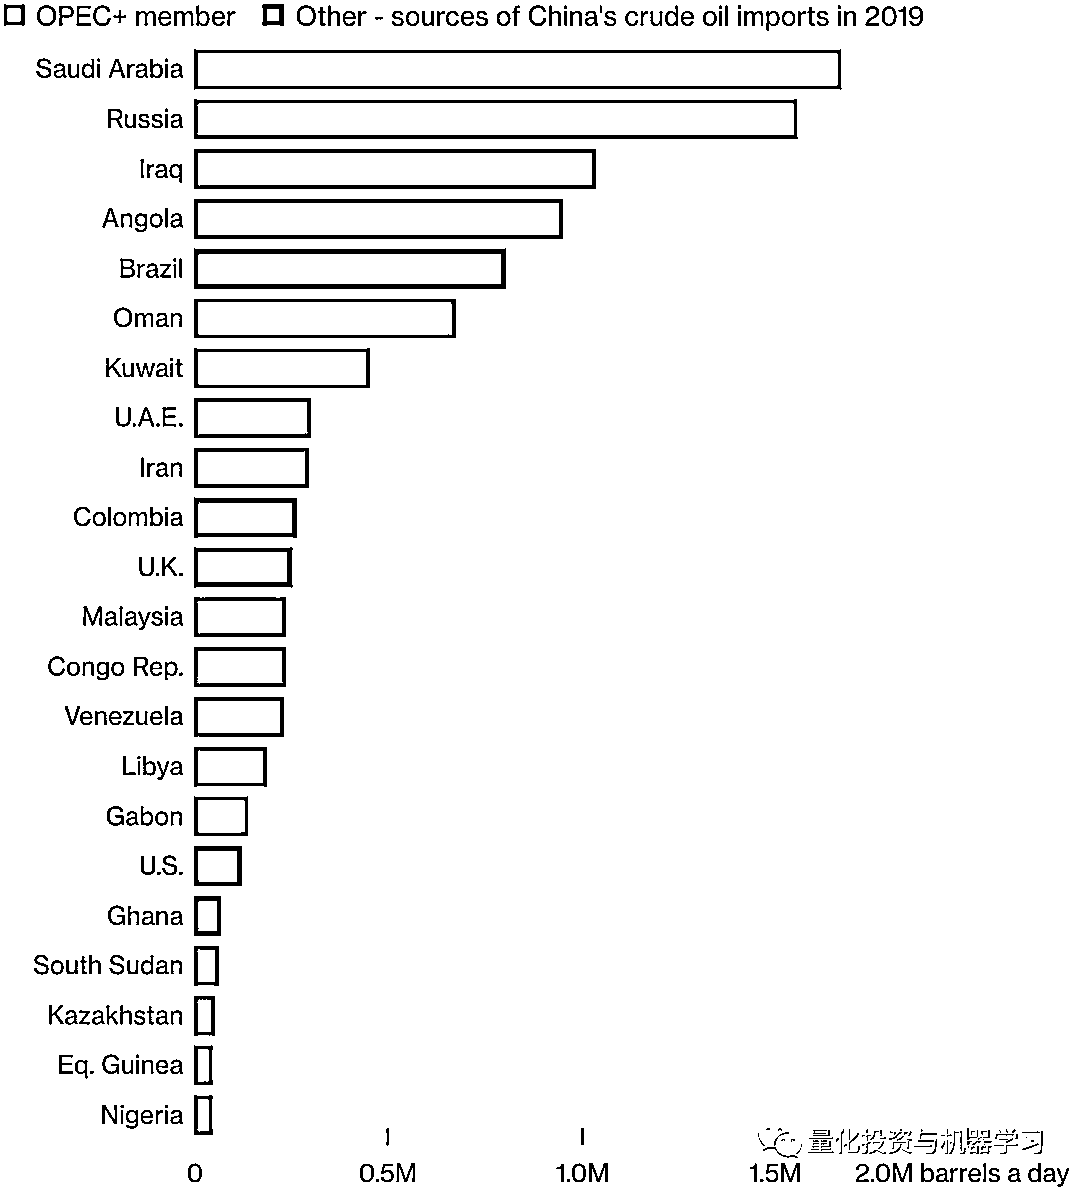 OPEC+ member Other - sources of China's crude oil imports in 2019
Saudi Arabia
Russia
Iraq
Angola
Brazil
Oman
Kuwait
U.A.E.
Iran
Colombia
U.K.
Malaysia
Congo Rep.
Venezuela
Libya
Gabon
U.S.
Ghana
South Sudan
Kazakhstan
Eq. Guinea
Nigeria
量化投资与机器学习
0 0.5M 1.0M 1.5M 2.0M barrels a day